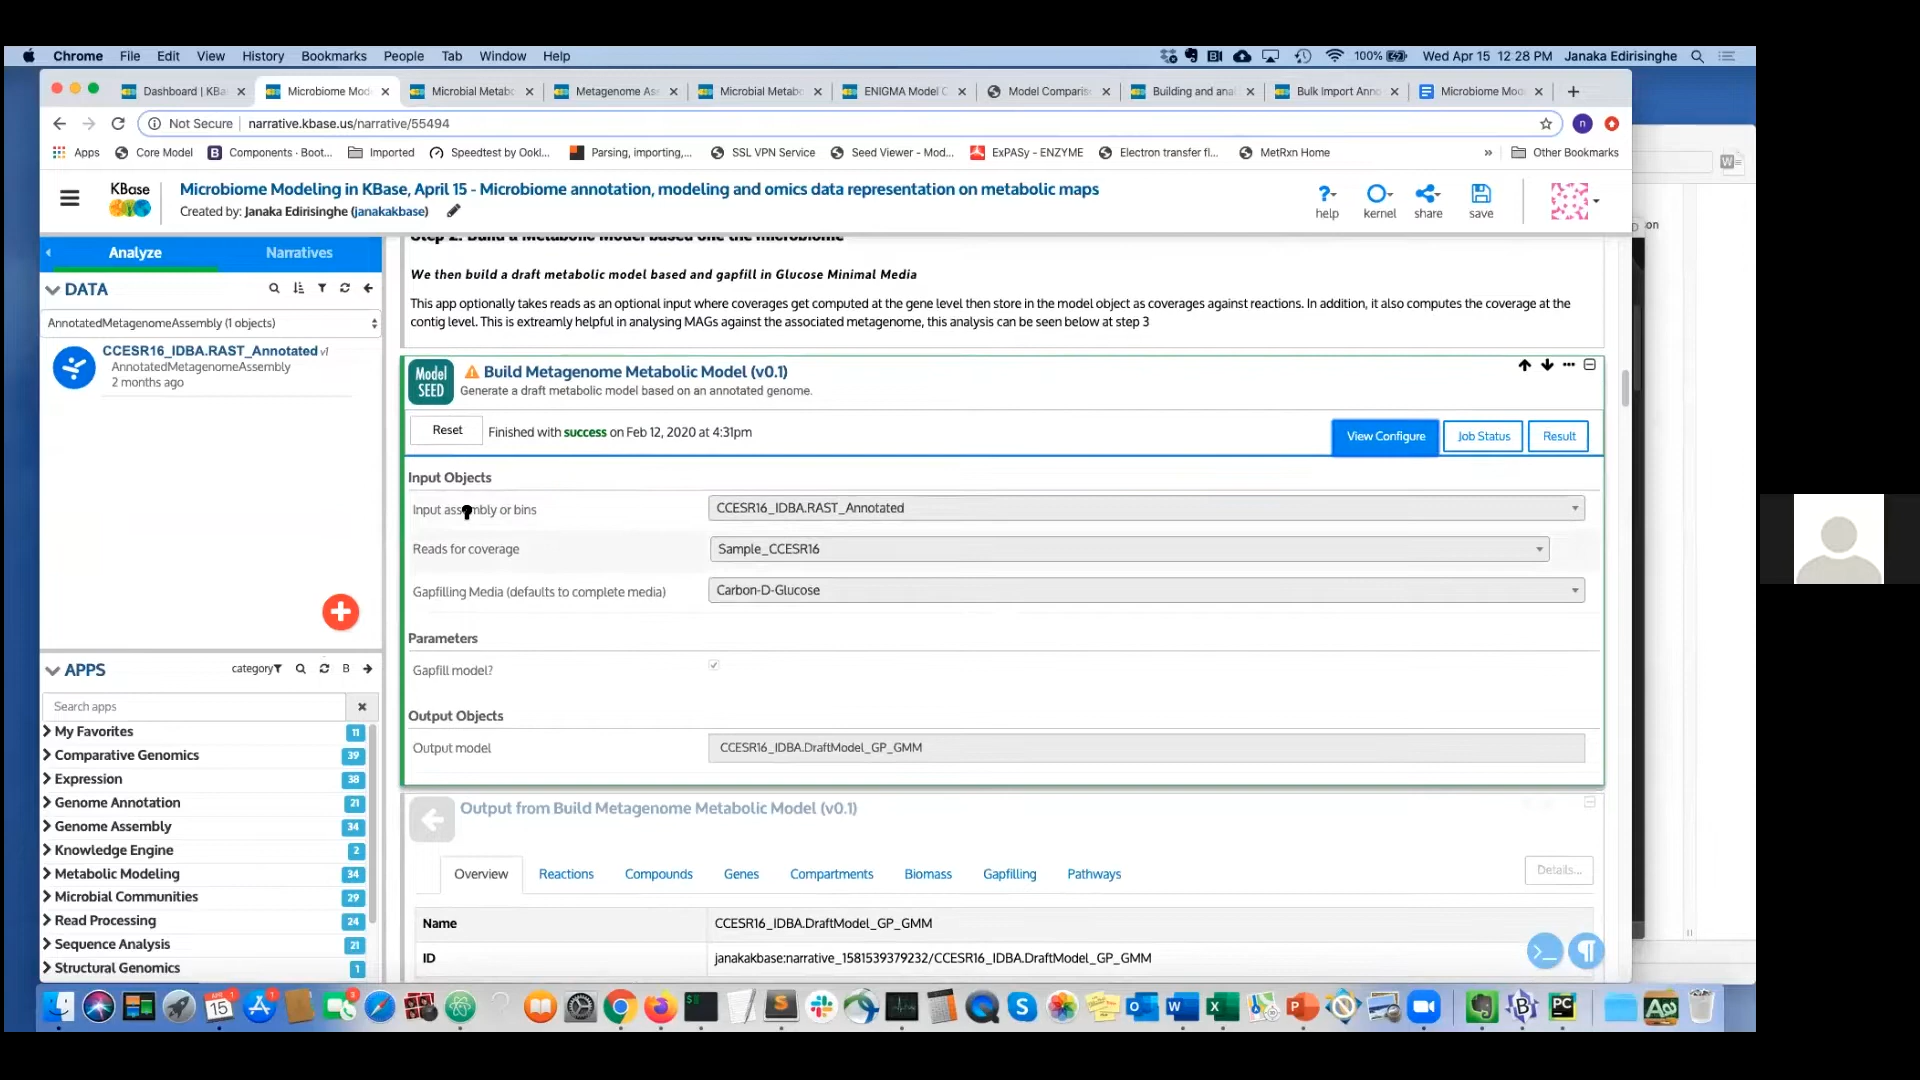 Chrome File Edit View History Bookmarks People Tab Window Help 100% Wed Apr 15 12:28 PM Janaka Edirisinghe
Dashboard | KBa Microbiome Mod Microbial Metabo Metagenome As Microbial Metabo ENIGMA Model C Model Comparis Building and anal Bulk Import Anno Microbiome Mod
Not Secure narrative.kbase.us/narrative/55494
Apps Core Model Components · Boot... Imported Speedtest by Ookl... Parsing, importing,... SSL VPN Service Seed Viewer - Mod... ExPASy - ENZYME Electron transfer fl... MetRxn Home » Other Bookmarks
KBase
Microbiome Modeling in KBase, April 15 - Microbiome annotation, modeling and omics data representation on metabolic maps
Created by: Janaka Edirisinghe (janakakbase)
help kernel share save
Analyze Narratives
DATA
AnnotatedMetagenomeAssembly (1 objects)
CCESR16_IDBA.RAST_Annotated v1
AnnotatedMetagenomeAssembly
2 months ago
APPS category B
Search apps
My Favorites 11
Comparative Genomics 39
Expression 38
Genome Annotation 21
Genome Assembly 34
Knowledge Engine 2
Metabolic Modeling 34
Microbial Communities 29
Read Processing 24
Sequence Analysis 21
Structural Genomics 1
Step 2: Build a Metabolic Model based one the microbiome
We then build a draft metabolic model based and gapfill in Glucose Minimal Media
This app optionally takes reads as an optional input where coverages get computed at the gene level then store in the model object as coverages against reactions. In addition, it also computes the coverage at the
contig level. This is extreamly helpful in analysing MAGs against the associated metagenome, this analysis can be seen below at step 3
Model SEED
Build Metagenome Metabolic Model (v0.1)
Generate a draft metabolic model based on an annotated genome.
Reset Finished with success on Feb 12, 2020 at 4:31pm View Configure Job Status Result
Input Objects
Input assembly or bins CCESR16_IDBA.RAST_Annotated
Reads for coverage Sample_CCESR16
Gapfilling Media (defaults to complete media) Carbon-D-Glucose
Parameters
Gapfill model?
Output Objects
Output model CCESR16_IDBA.DraftModel_GP_GMM
Output from Build Metagenome Metabolic Model (v0.1)
Overview Reactions Compounds Genes Compartments Biomass Gapfilling Pathways Details...
Name CCESR16_IDBA.DraftModel_GP_GMM
ID janakakbase:narrative_1581539379232/CCESR16_IDBA.DraftModel_GP_GMM